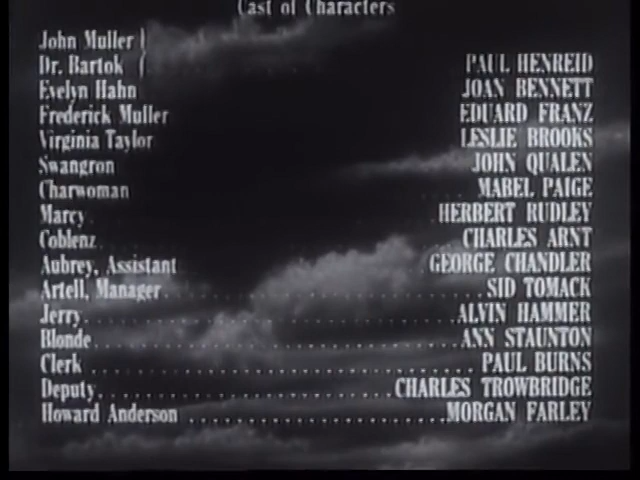 Cast of Characters
John Muller }
Dr. Bartok } PAUL HENREID
Evelyn Hahn JOAN BENNETT
Frederick Muller EDUARD FRANZ
Virginia Taylor LESLIE BROOKS
Swangron JOHN QUALEN
Charwoman MABEL PAIGE
Marcy HERBERT RUDLEY
Coblenz CHARLES ARNT
Aubrey, Assistant GEORGE CHANDLER
Artell, Manager SID TOMACK
Jerry ALVIN HAMMER
Blonde ANN STAUNTON
Clerk PAUL BURNS
Deputy CHARLES TROWBRIDGE
Howard Anderson MORGAN FARLEY